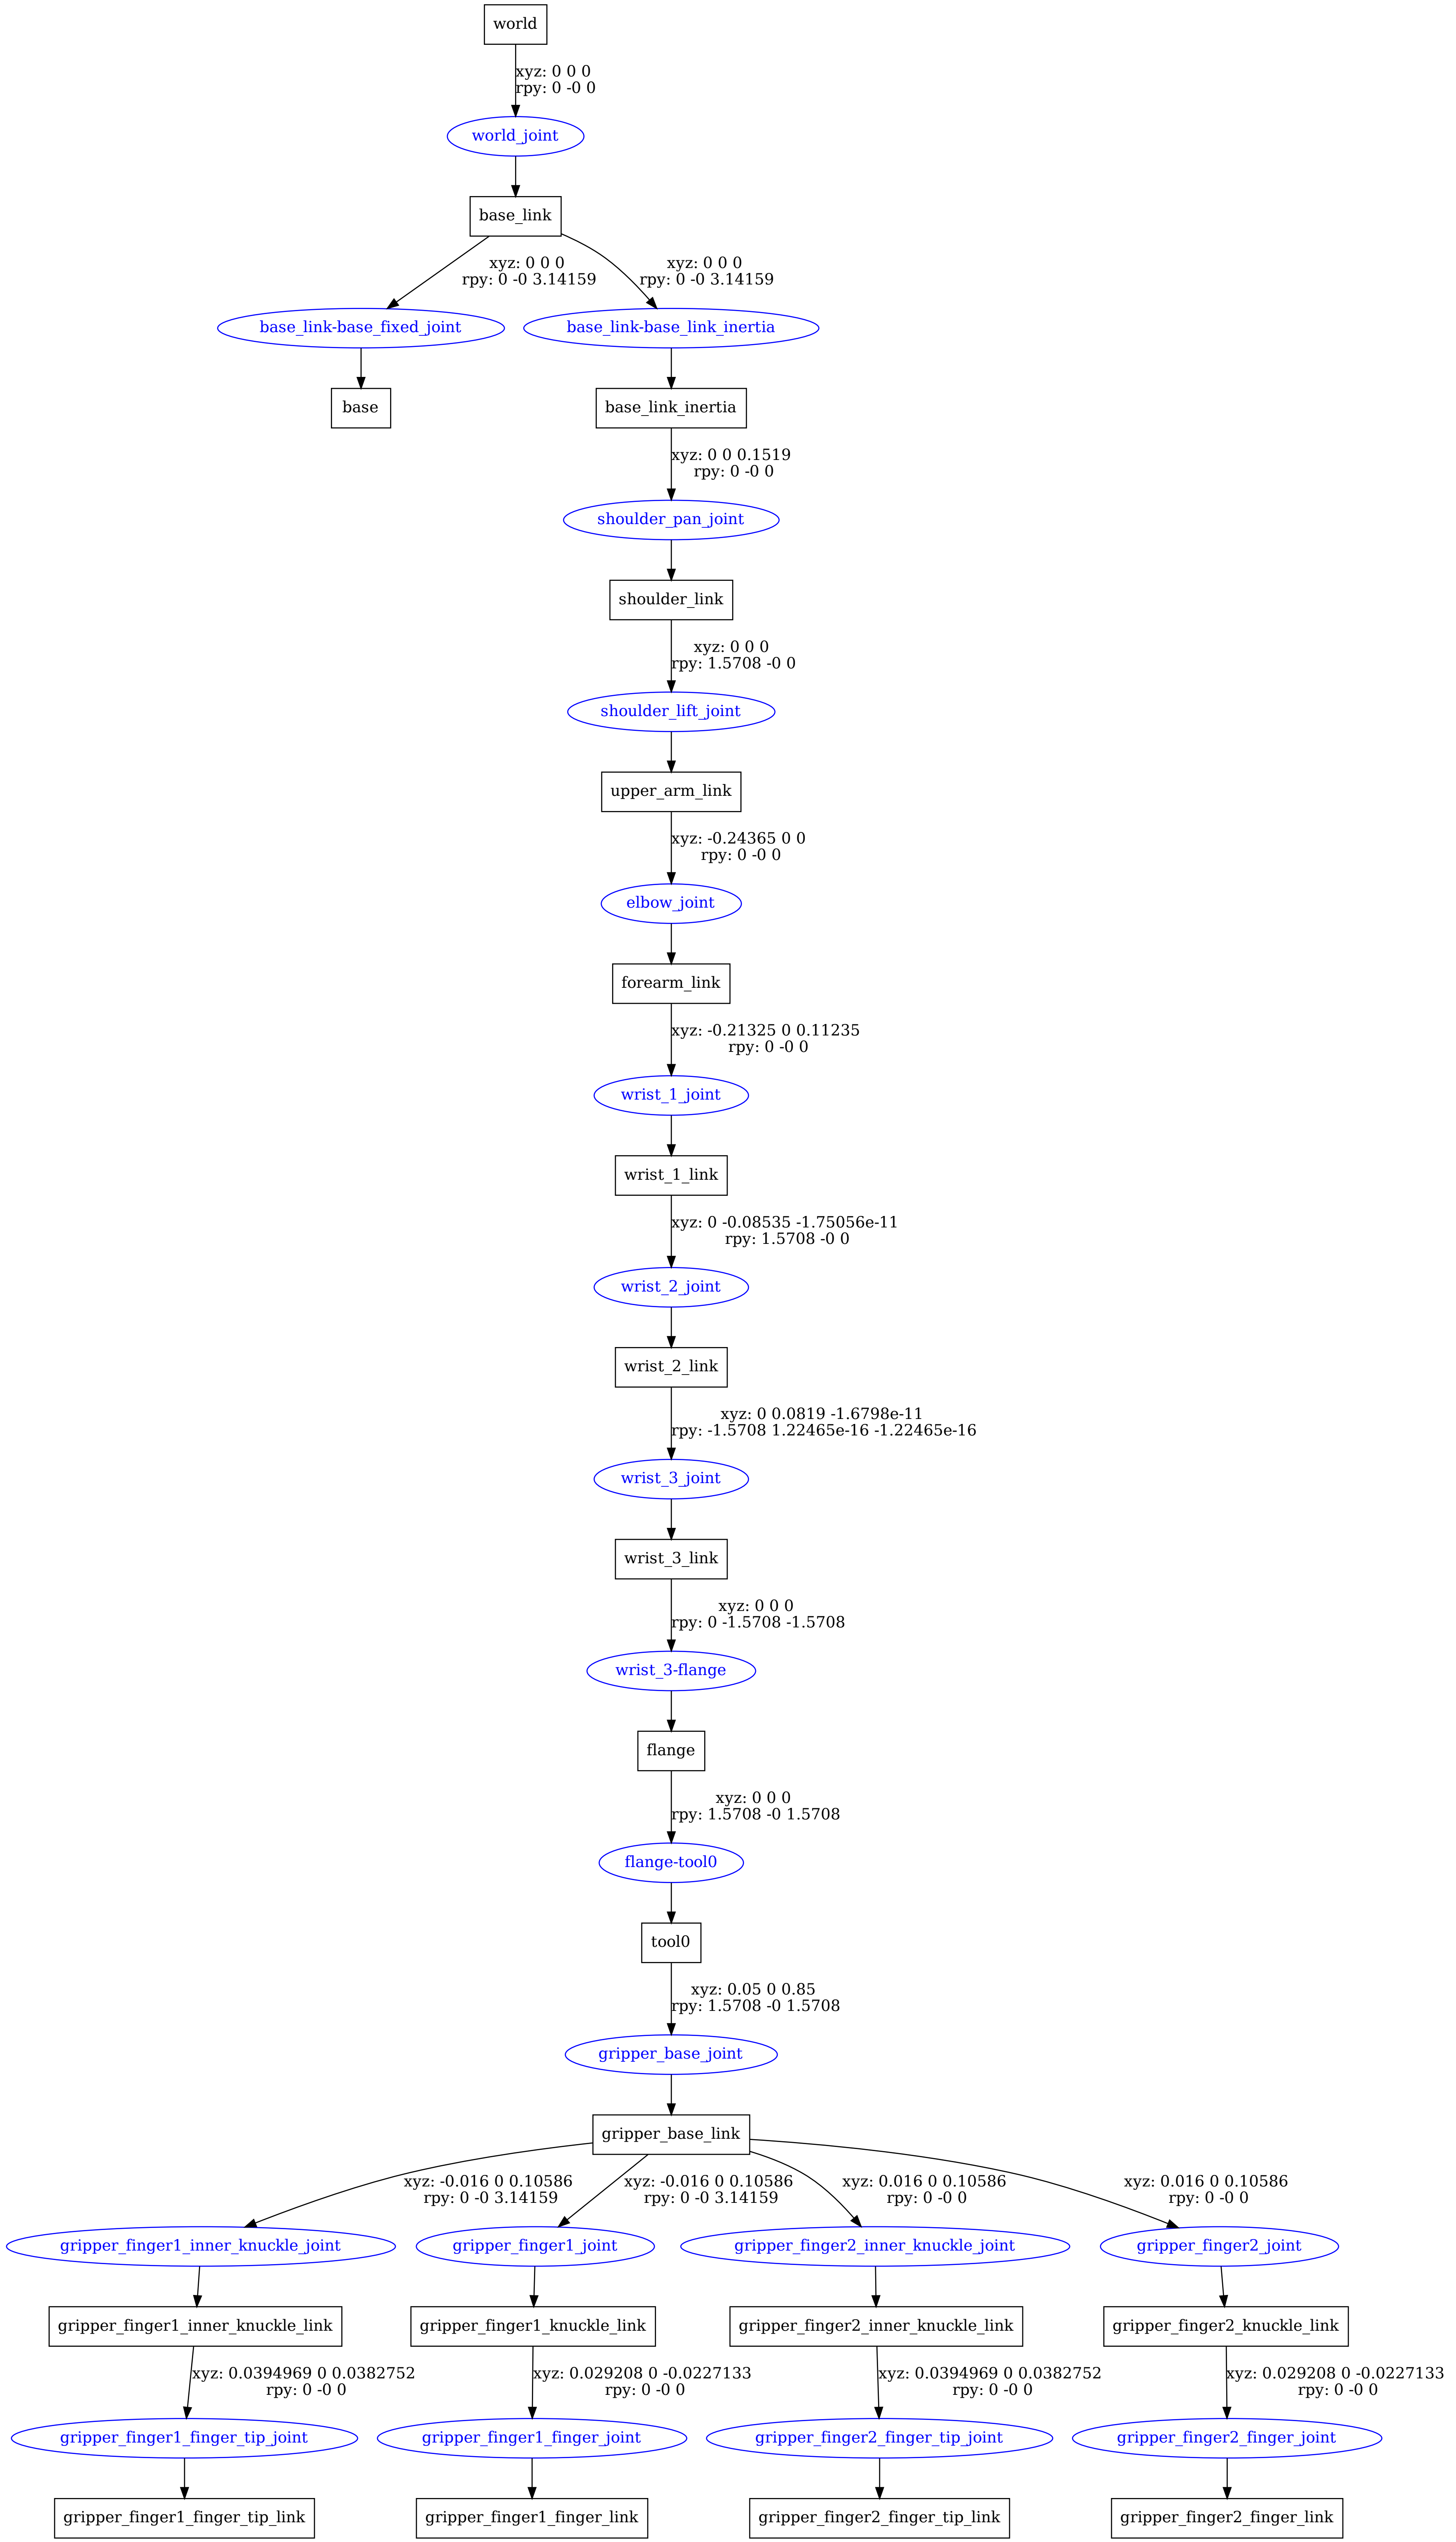 world
xyz: 0 0 0
rpy: 0 -0 0
world_joint
base_link
xyz: 0 0 0
rpy: 0 -0 3.14159
xyz: 0 0 0
rpy: 0 -0 3.14159
base_link-base_fixed_joint
base_link-base_link_inertia
base
base_link_inertia
xyz: 0 0 0.1519
rpy: 0 -0 0
shoulder_pan_joint
shoulder_link
xyz: 0 0 0
rpy: 1.5708 -0 0
shoulder_lift_joint
upper_arm_link
xyz: -0.24365 0 0
rpy: 0 -0 0
elbow_joint
forearm_link
xyz: -0.21325 0 0.11235
rpy: 0 -0 0
wrist_1_joint
wrist_1_link
xyz: 0 -0.08535 -1.75056e-11
rpy: 1.5708 -0 0
wrist_2_joint
wrist_2_link
xyz: 0 0.0819 -1.6798e-11
rpy: -1.5708 1.22465e-16 -1.22465e-16
wrist_3_joint
wrist_3_link
xyz: 0 0 0
rpy: 0 -1.5708 -1.5708
wrist_3-flange
flange
xyz: 0 0 0
rpy: 1.5708 -0 1.5708
flange-tool0
tool0
xyz: 0.05 0 0.85
rpy: 1.5708 -0 1.5708
gripper_base_joint
gripper_base_link
xyz: -0.016 0 0.10586
rpy: 0 -0 3.14159
xyz: -0.016 0 0.10586
rpy: 0 -0 3.14159
xyz: 0.016 0 0.10586
rpy: 0 -0 0
xyz: 0.016 0 0.10586
rpy: 0 -0 0
gripper_finger1_inner_knuckle_joint
gripper_finger1_joint
gripper_finger2_inner_knuckle_joint
gripper_finger2_joint
gripper_finger1_inner_knuckle_link
gripper_finger1_knuckle_link
gripper_finger2_inner_knuckle_link
gripper_finger2_knuckle_link
xyz: 0.0394969 0 0.0382752
rpy: 0 -0 0
xyz: 0.029208 0 -0.0227133
rpy: 0 -0 0
xyz: 0.0394969 0 0.0382752
rpy: 0 -0 0
xyz: 0.029208 0 -0.0227133
rpy: 0 -0 0
gripper_finger1_finger_tip_joint
gripper_finger1_finger_joint
gripper_finger2_finger_tip_joint
gripper_finger2_finger_joint
gripper_finger1_finger_tip_link
gripper_finger1_finger_link
gripper_finger2_finger_tip_link
gripper_finger2_finger_link